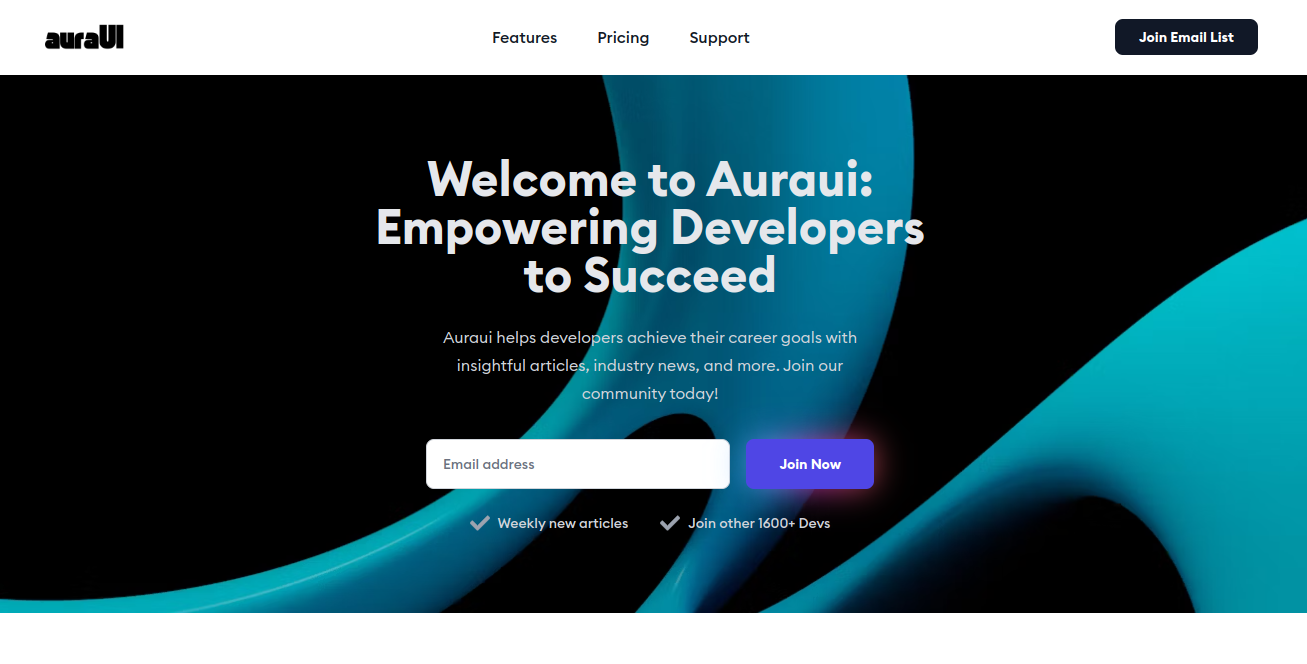 auraUI
Features
Pricing
Support
Join Email List
Welcome to Auraui:
Empowering Developers
to Succeed
Auraui helps developers achieve their career goals with
insightful articles, industry news, and more. Join our
community today!
Email address
Join Now
Weekly new articles
Join other 1600+ Devs